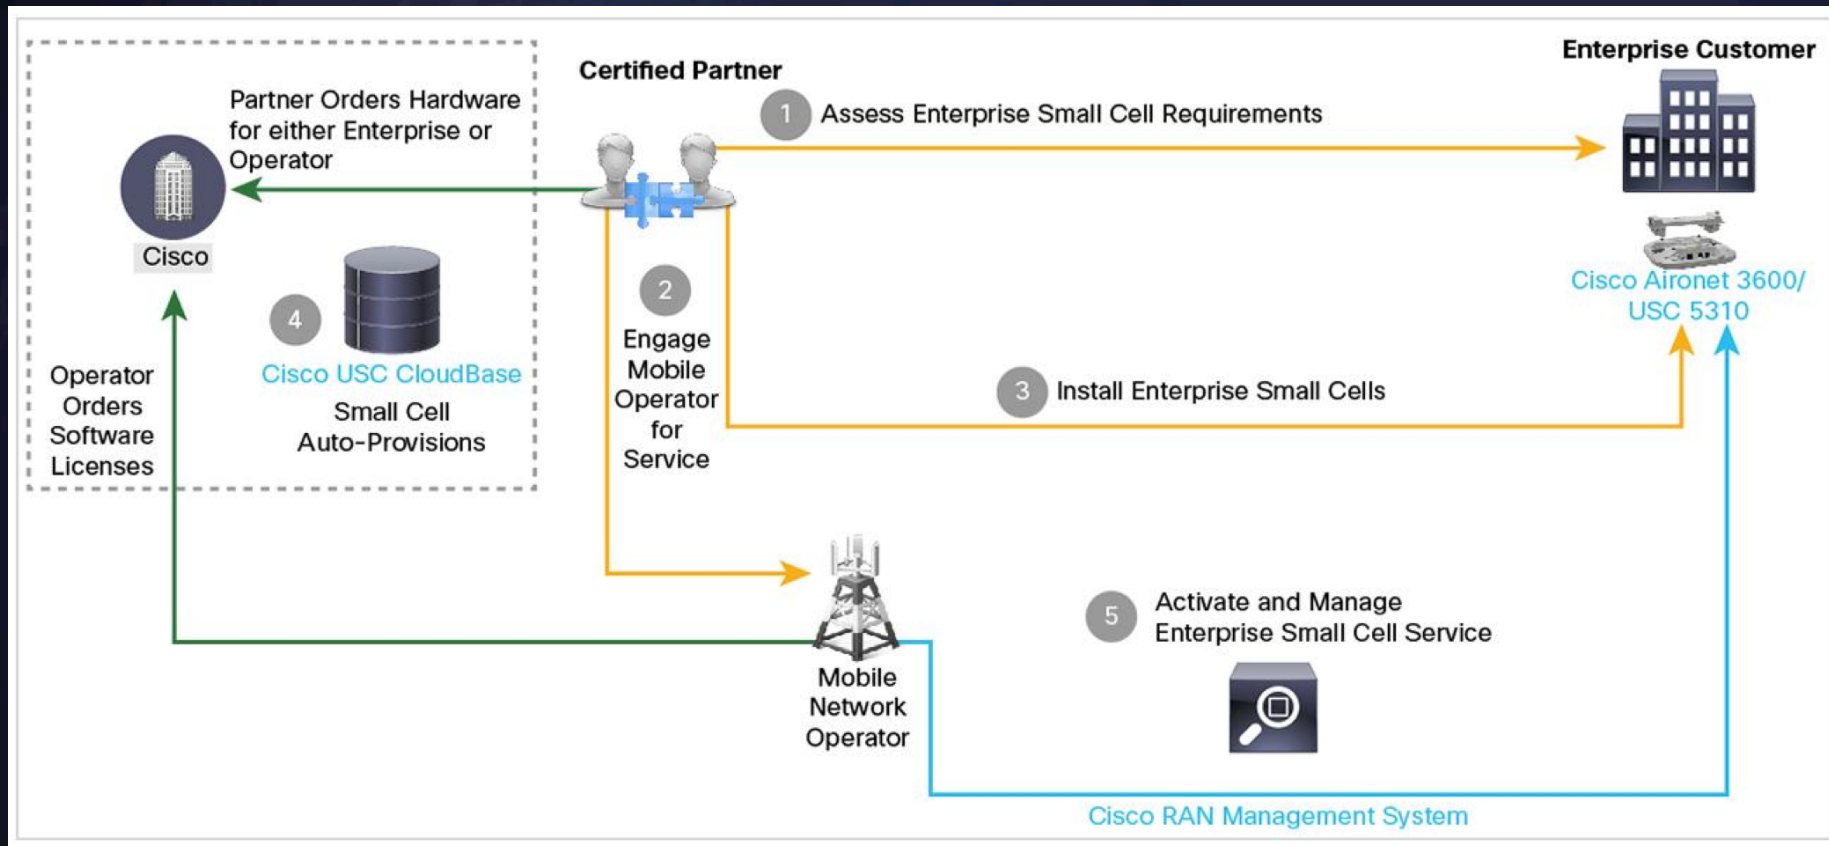 Enterprise Customer
Certified Partner
Partner Orders Hardware
for either Enterprise or
Operator
1
Assess Enterprise Small Cell Requirements
Cisco
Cisco Aironet 3600/
USC 5310
2
Engage
Mobile
Operator
for
Service
4
Cisco USC CloudBase
Small Cell
Auto-Provisions
Operator
Orders
Software
Licenses
3
Install Enterprise Small Cells
5
Activate and Manage
Enterprise Small Cell Service
Mobile
Network
Operator
Cisco RAN Management System